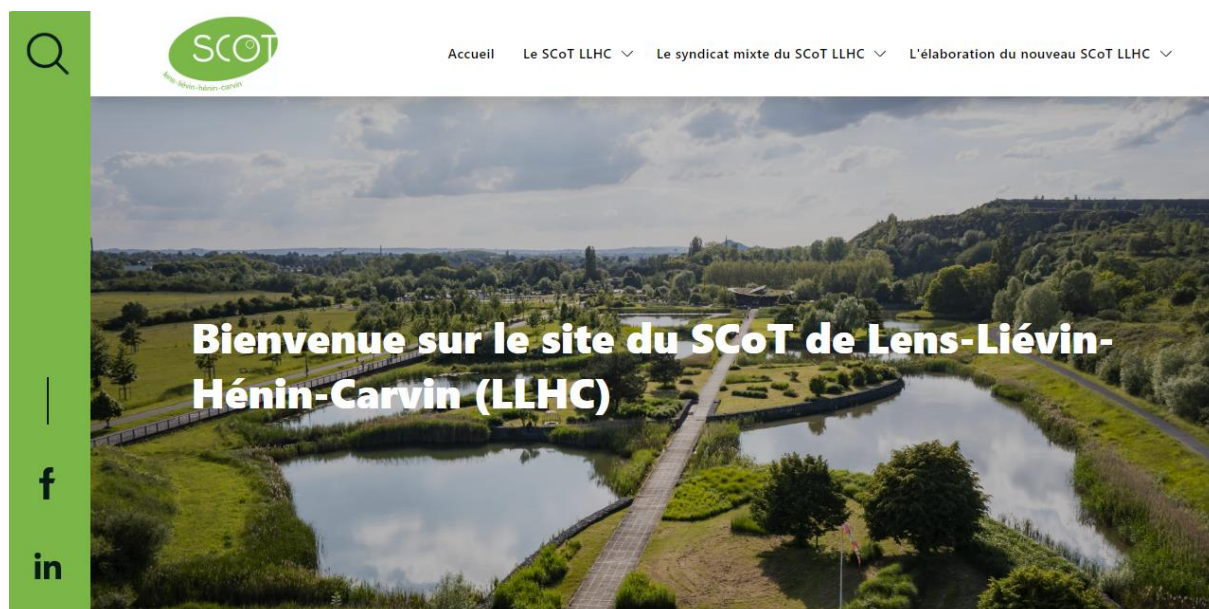 SCOT
lens-liévin-hénin-carvin
Accueil Le SCoT LLHC Le syndicat mixte du SCoT LLHC L'élaboration du nouveau SCoT LLHC
Bienvenue sur le site du SCoT de Lens-Liévin-
Hénin-Carvin (LLHC)
f
in